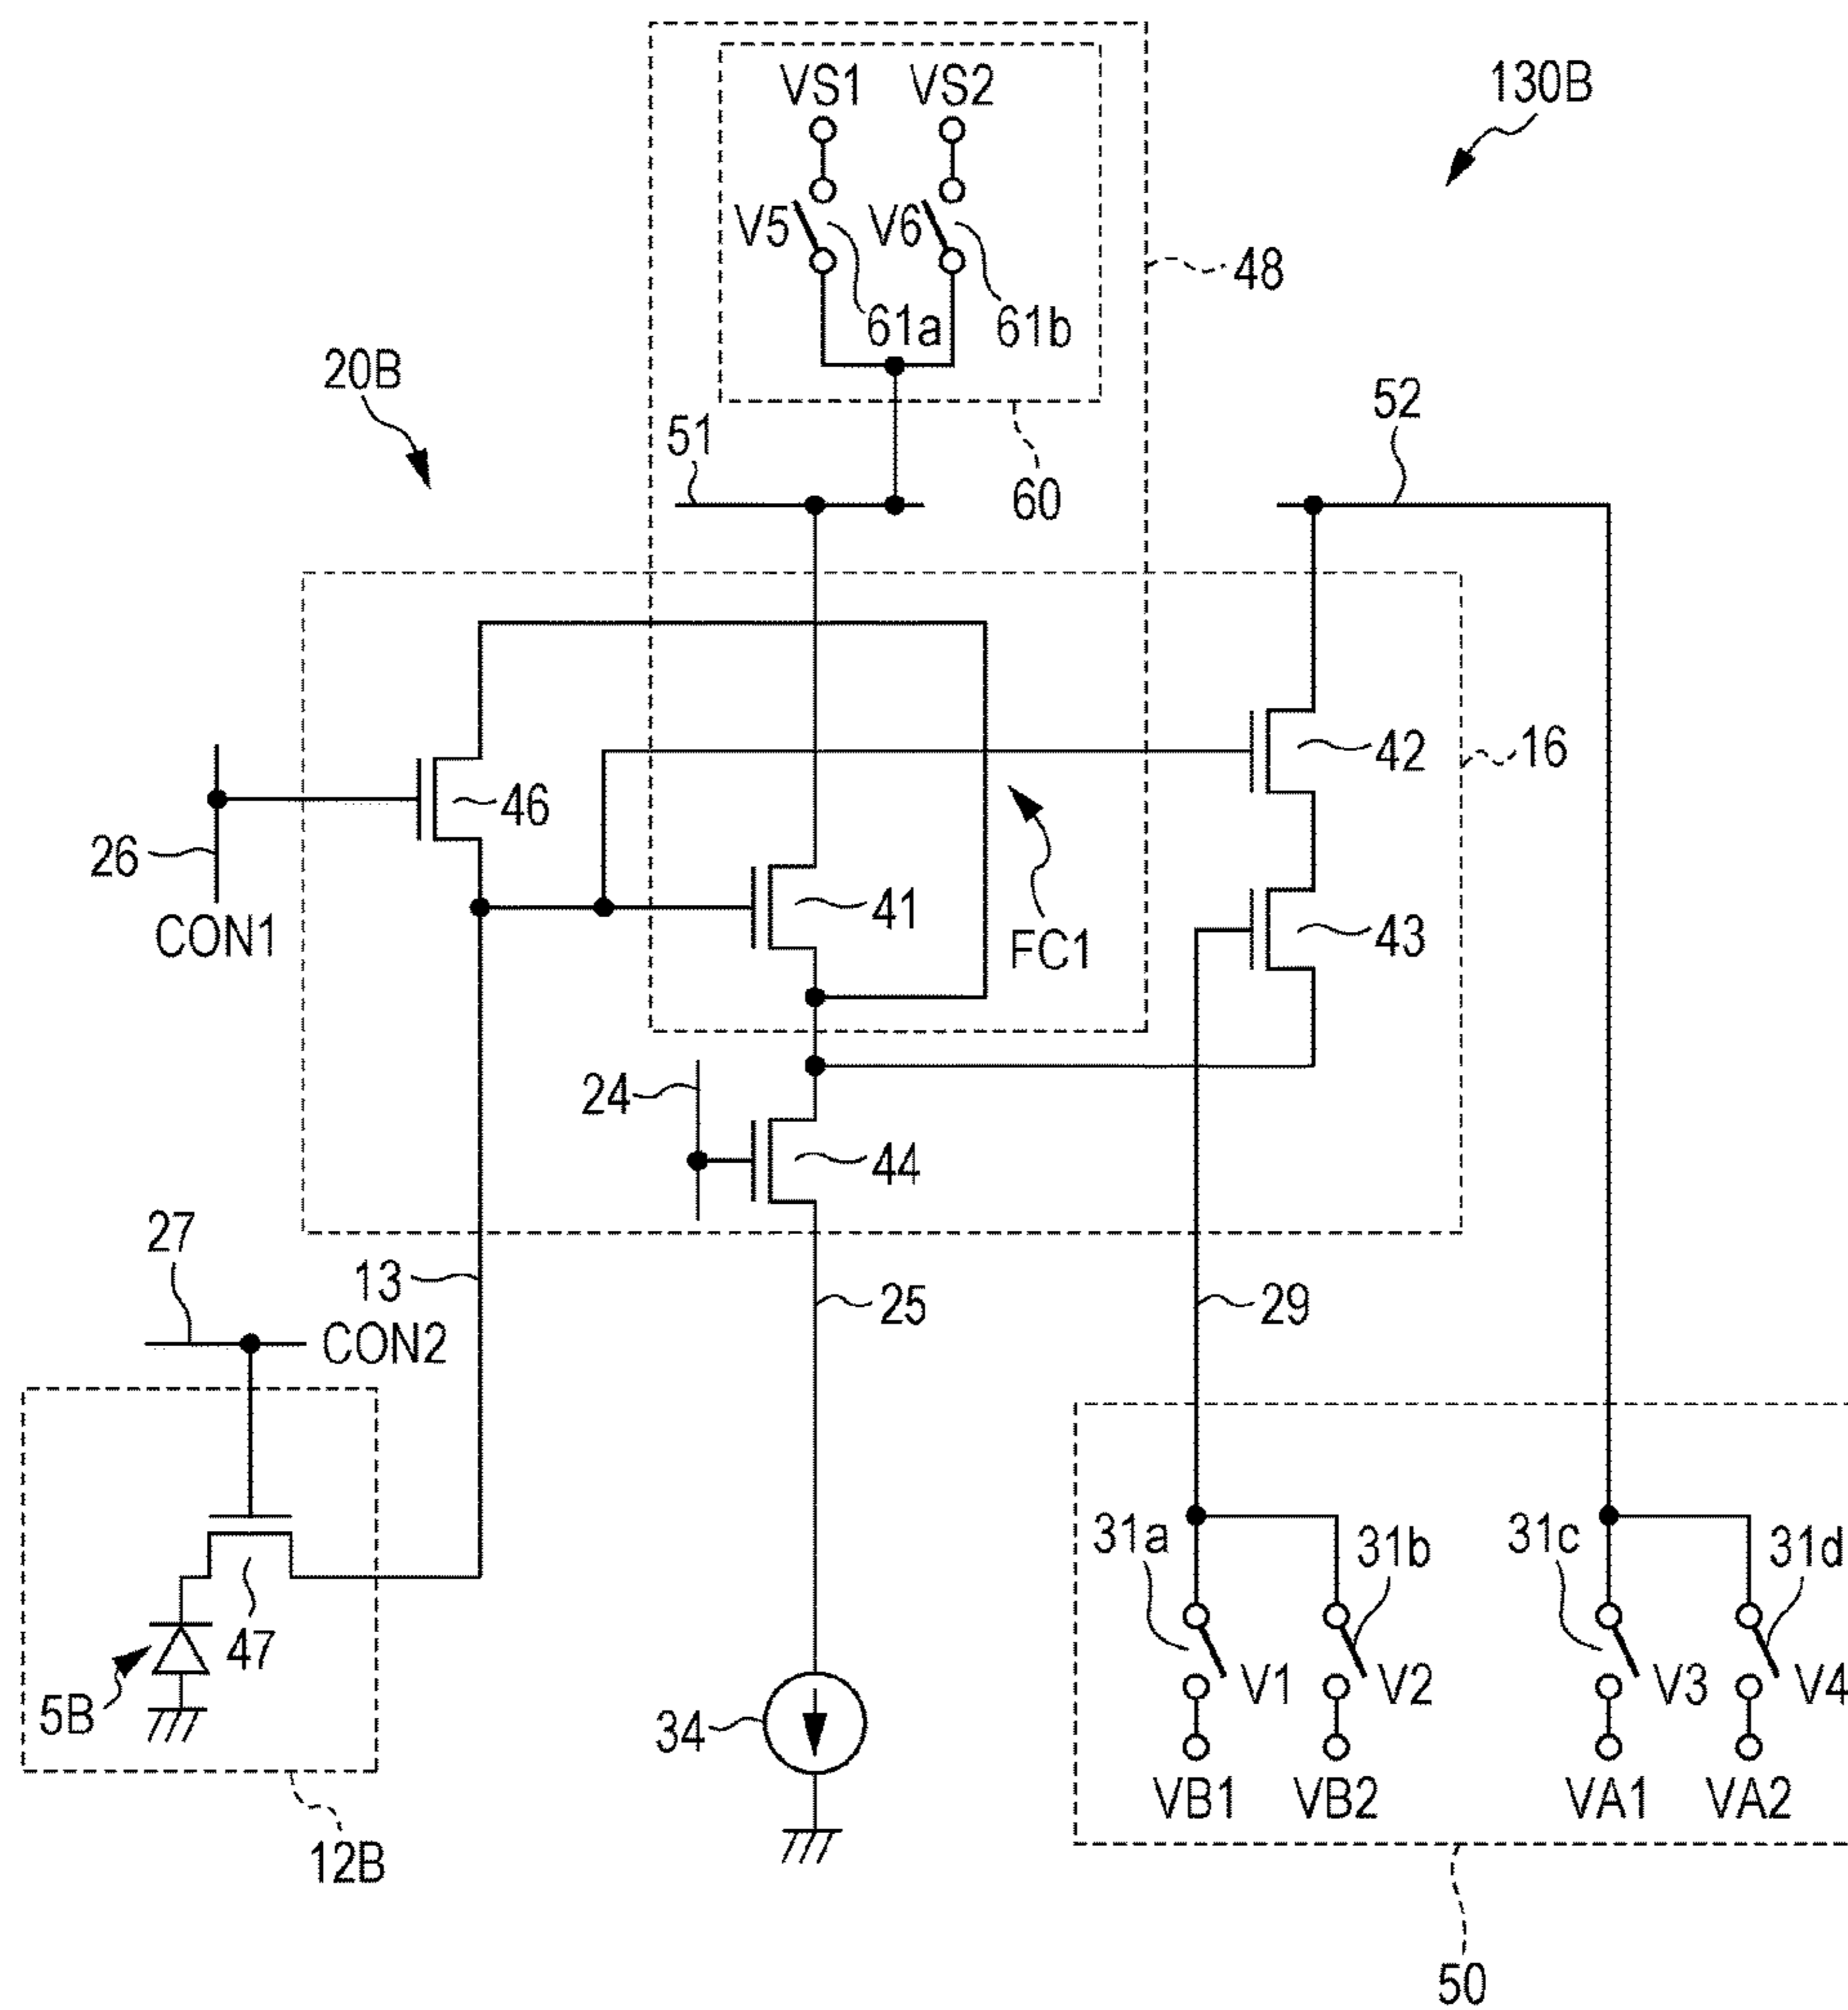 VS1 VS2
130B
V5 V6
48
61a 61b
20B
51
52
60
46
42
16
26
CON1
41
FC1
43
24
44
27
13
CON2
25
29
31a
31b
31c
31d
47
5B
34
V1 V2 V3 V4
VB1 VB2 VA1 VA2
12B
50